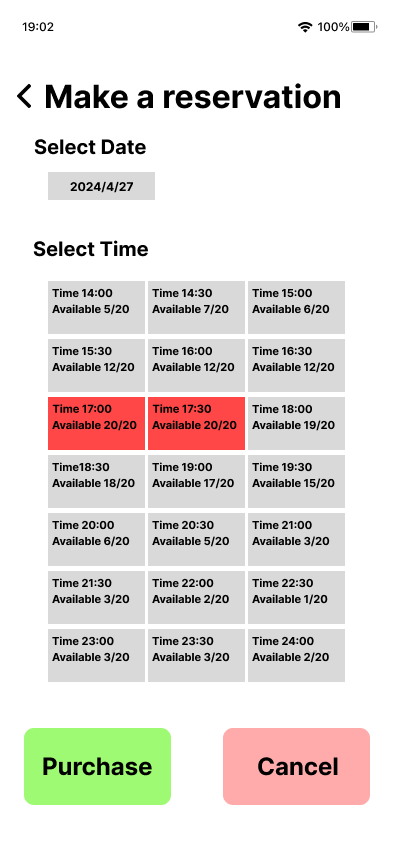 19:02 100%
Make a reservation
Select Date
2024/4/27
Select Time
Time 14:00 Time 14:30 Time 15:00
Available 5/20 Available 7/20 Available 6/20
Time 15:30 Time 16:00 Time 16:30
Available 12/20 Available 12/20 Available 12/20
Time 17:00 Time 17:30 Time 18:00
Available 20/20 Available 20/20 Available 19/20
Time18:30 Time 19:00 Time 19:30
Available 18/20 Available 17/20 Available 15/20
Time 20:00 Time 20:30 Time 21:00
Available 6/20 Available 5/20 Available 3/20
Time 21:30 Time 22:00 Time 22:30
Available 3/20 Available 2/20 Available 1/20
Time 23:00 Time 23:30 Time 24:00
Available 3/20 Available 3/20 Available 2/20
Purchase Cancel